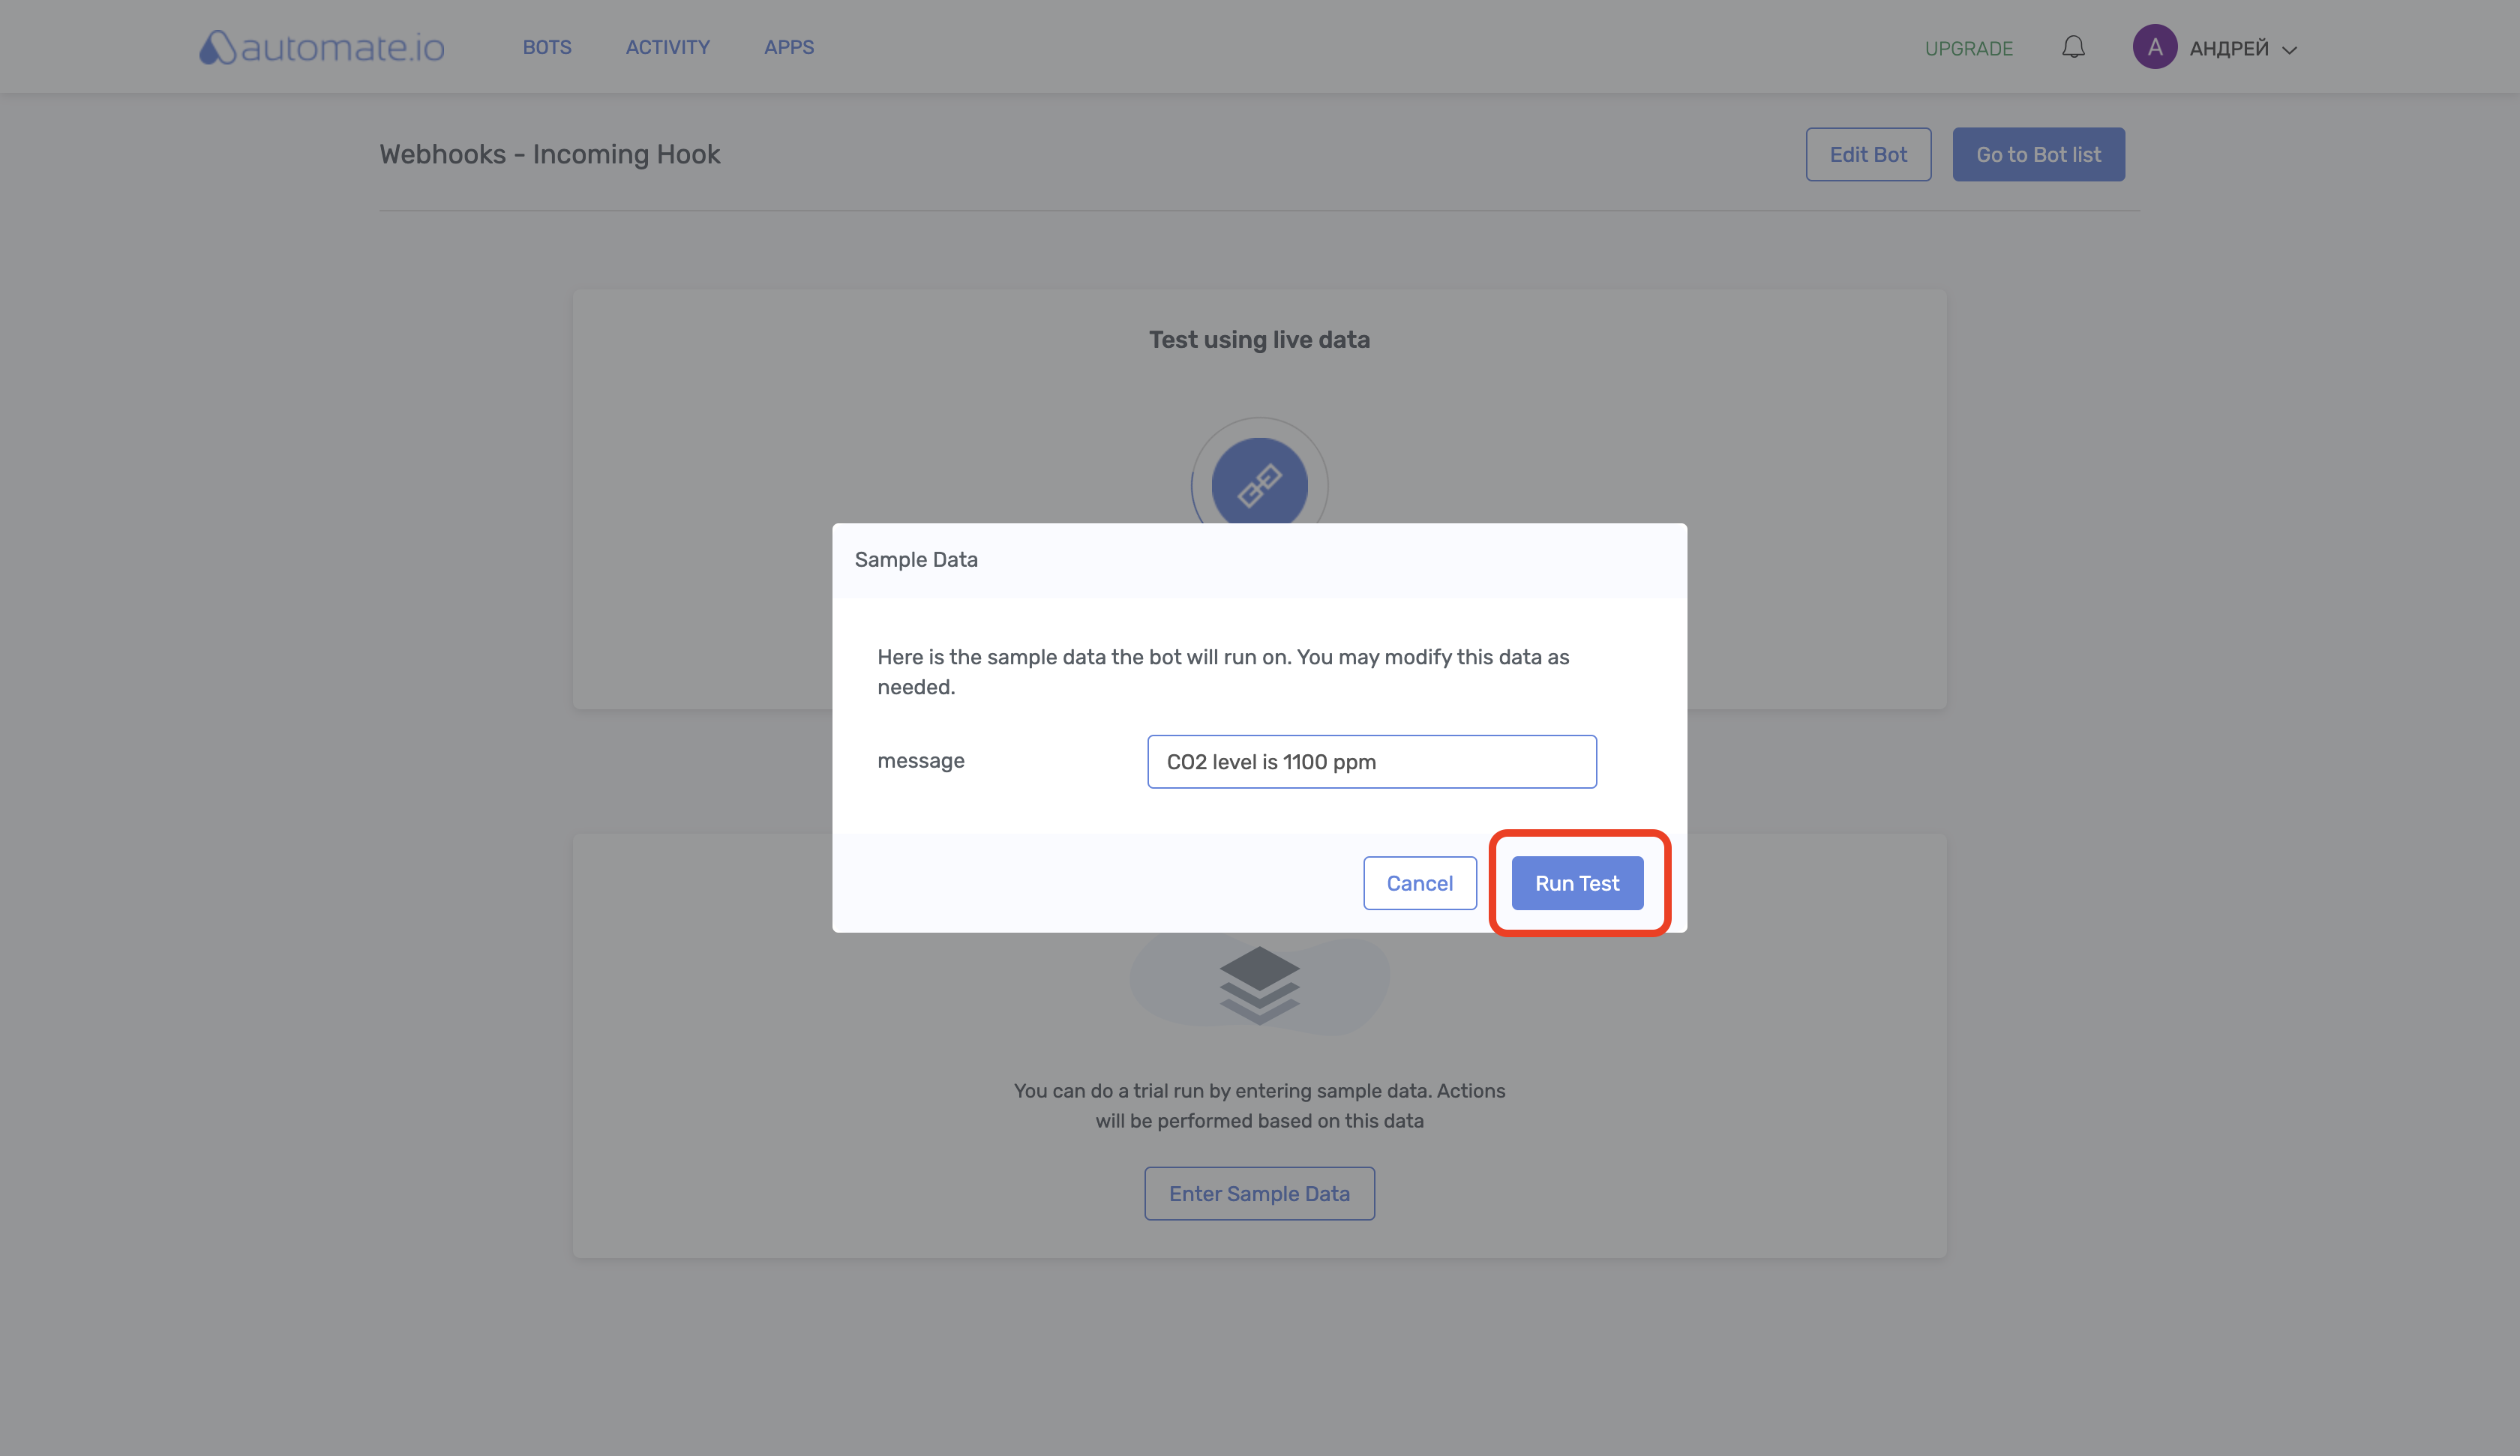 automate.io
BOTS
ACTIVITY
APPS
UPGRADE
A
АНДРЕЙ
Webhooks - Incoming Hook
Edit Bot
Go to Bot list
Test using live data
Sample Data
Here is the sample data the bot will run on. You may modify this data as
needed.
message
CO2 level is 1100 ppm
Cancel
Run Test
You can do a trial run by entering sample data. Actions
will be performed based on this data
Enter Sample Data